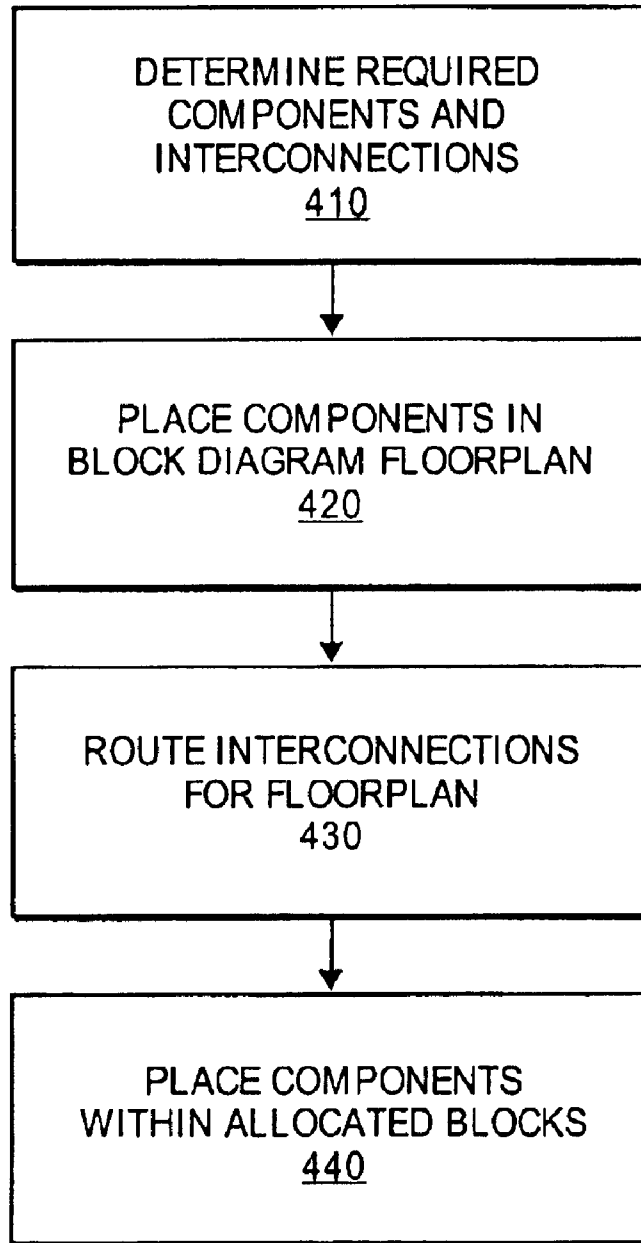 DETERMINE REQUIRED
COMPONENTS AND
INTERCONNECTIONS
410
PLACE COMPONENTS IN
BLOCK DIAGRAM FLOORPLAN
420
ROUTE INTERCONNECTIONS
FOR FLOORPLAN
430
PLACE COMPONENTS
WITHIN ALLOCATED BLOCKS
440